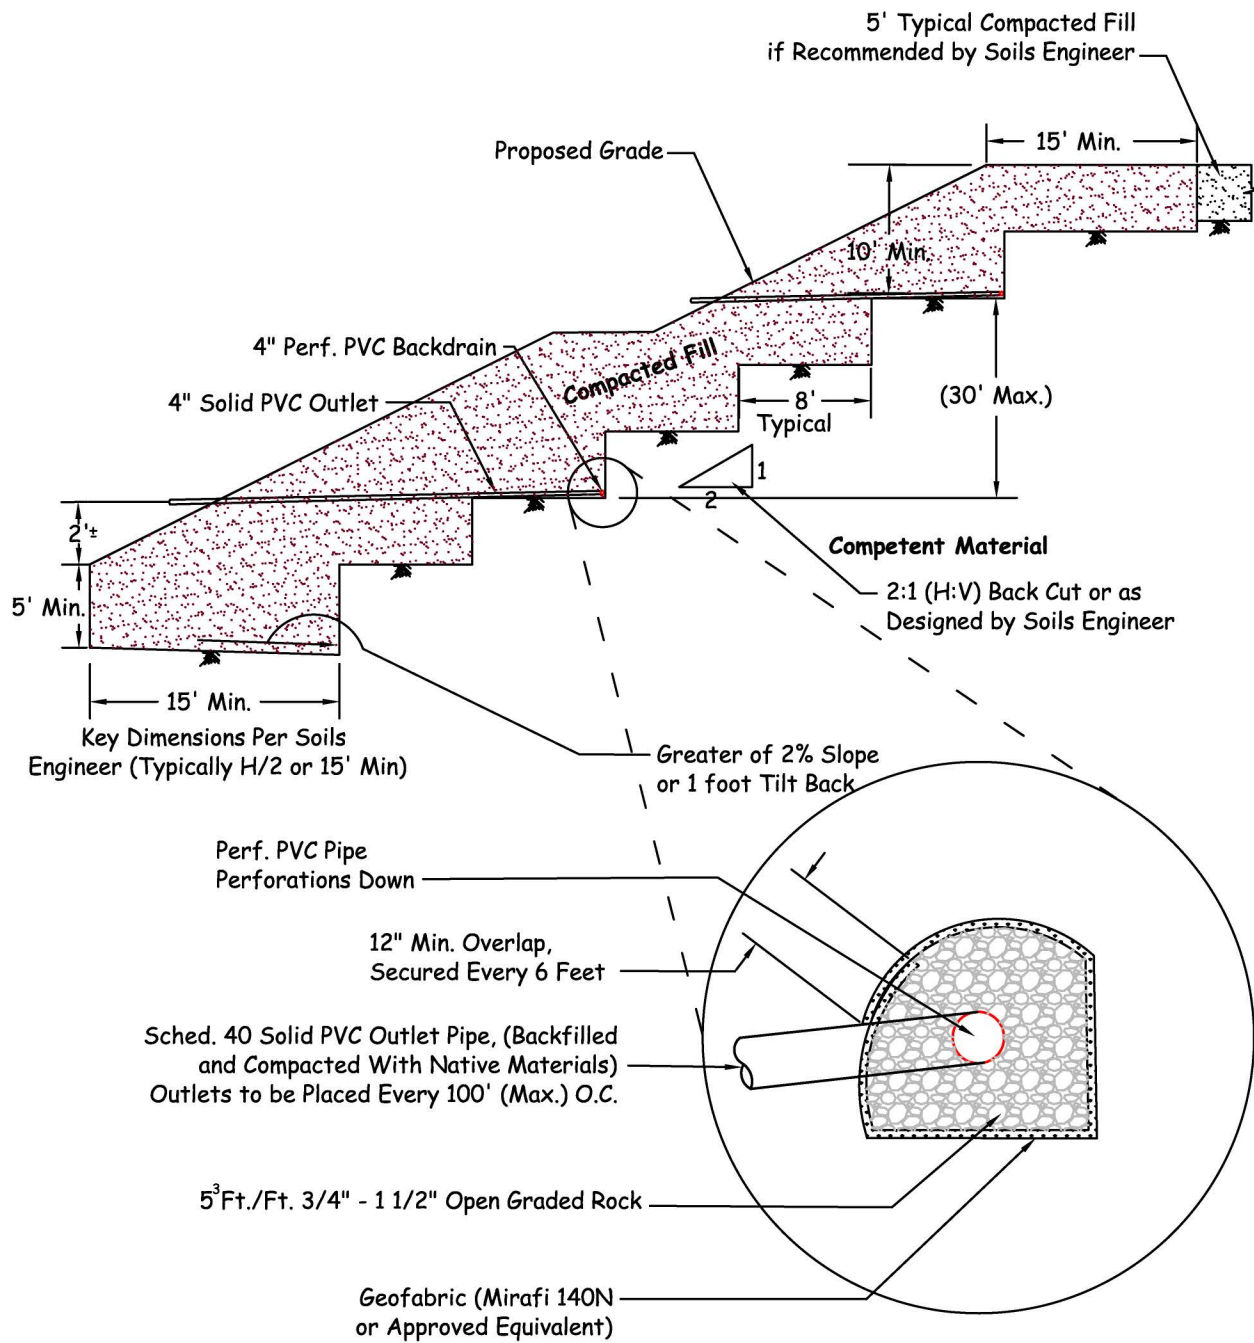 5' Typical Compacted Fill
if Recommended by Soils Engineer
Proposed Grade
15' Min.
10' Min.
4" Perf. PVC Backdrain
Compacted Fill
4" Solid PVC Outlet
8'
Typical
(30' Max.)
1
2
2'±
Competent Material
5' Min.
2:1 (H:V) Back Cut or as
Designed by Soils Engineer
15' Min.
Key Dimensions Per Soils
Engineer (Typically H/2 or 15' Min)
Greater of 2% Slope
or 1 foot Tilt Back
Perf. PVC Pipe
Perforations Down
12" Min. Overlap,
Secured Every 6 Feet
Sched. 40 Solid PVC Outlet Pipe, (Backfilled
and Compacted With Native Materials)
Outlets to be Placed Every 100' (Max.) O.C.
5³Ft./Ft. 3/4" - 1 1/2" Open Graded Rock
Geofabric (Mirafi 140N
or Approved Equivalent)